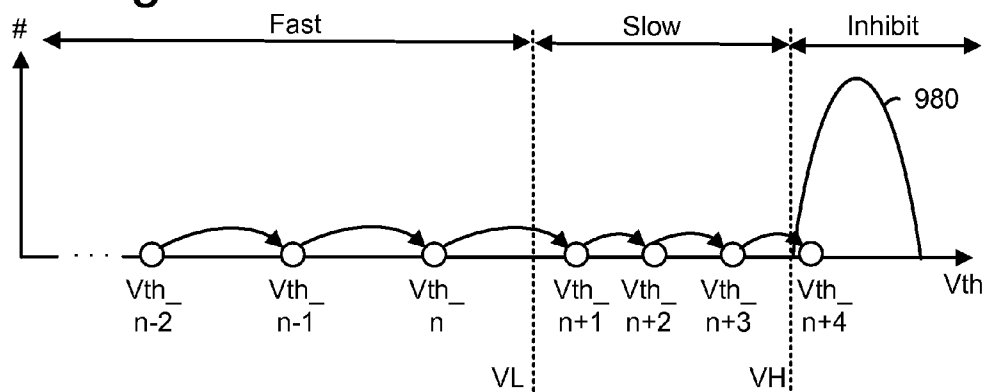 g
# Fast Slow Inhibit
980
. . . .
Vth
Vth_ Vth_ Vth_ Vth_ Vth_ Vth_ Vth_
n-2 n-1 n n+1 n+2 n+3 n+4
VL VH